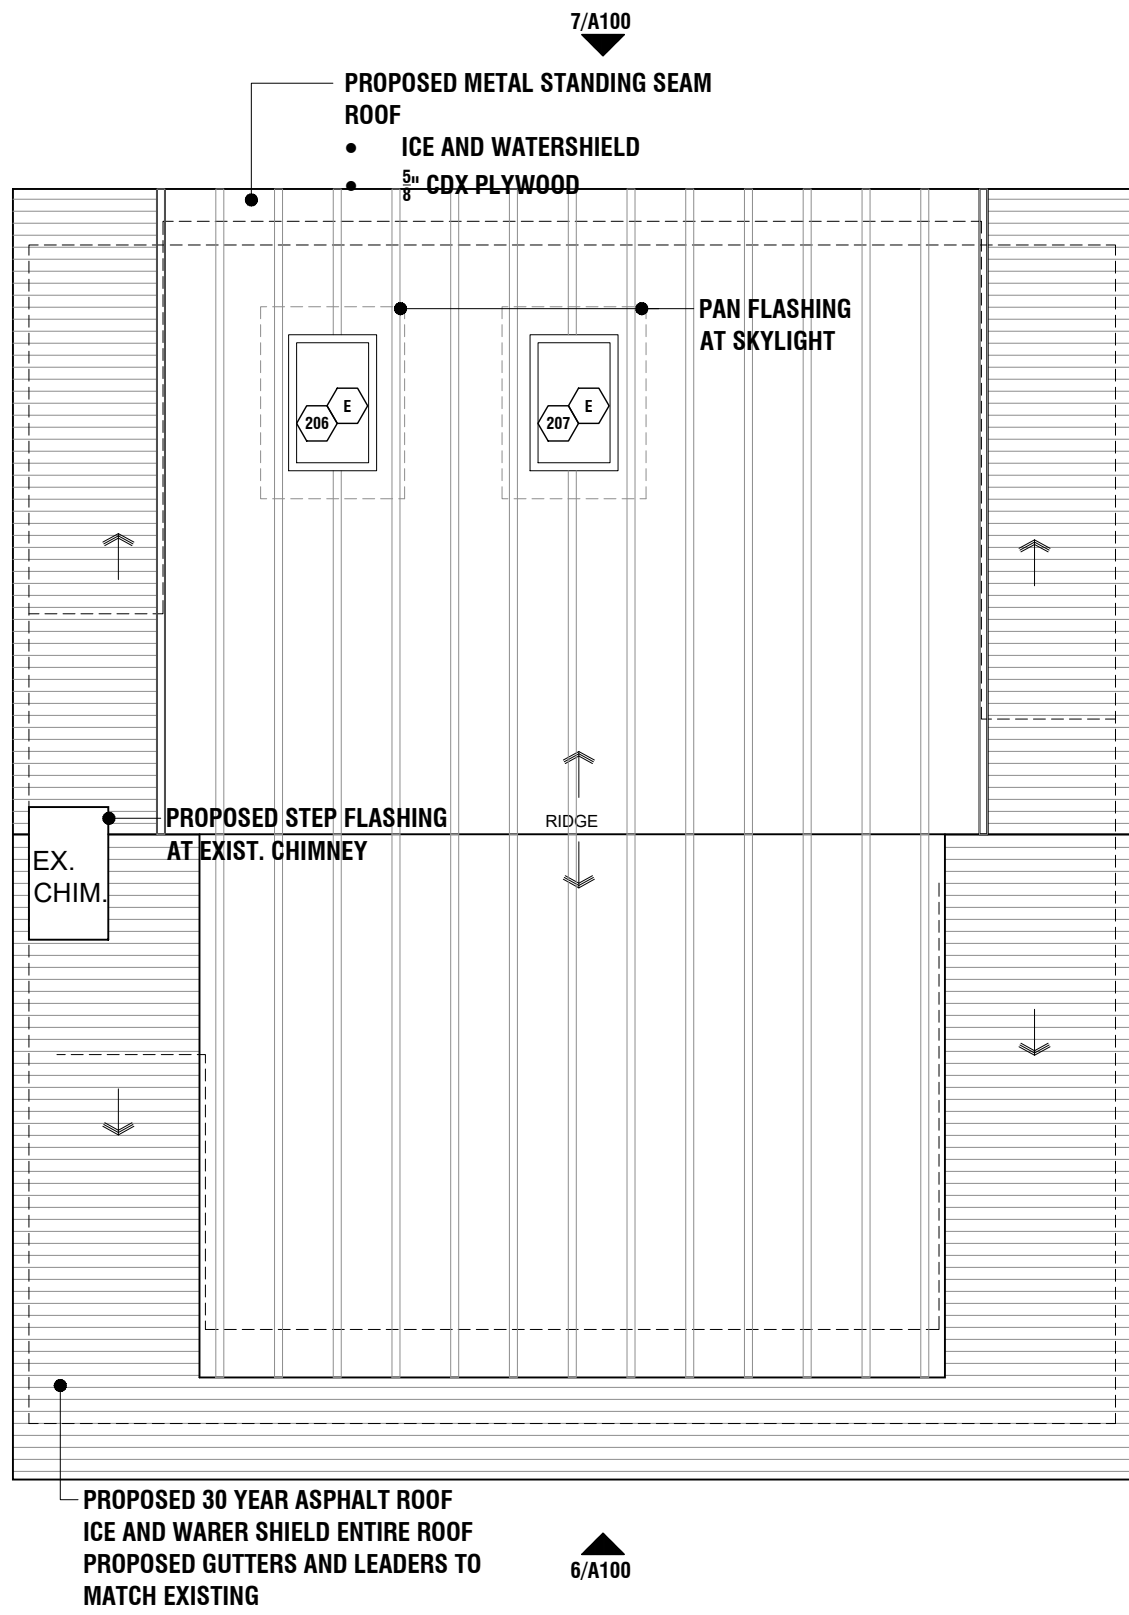 7/A100
PROPOSED METAL STANDING SEAM
ROOF
• ICE AND WATERSHIELD
• 5/8" CDX PLYWOOD
PAN FLASHING
AT SKYLIGHT
206
E
207
E
PROPOSED STEP FLASHING
AT EXIST. CHIMNEY
RIDGE
EX.
CHIM.
PROPOSED 30 YEAR ASPHALT ROOF
ICE AND WARER SHIELD ENTIRE ROOF
PROPOSED GUTTERS AND LEADERS TO
MATCH EXISTING
6/A100